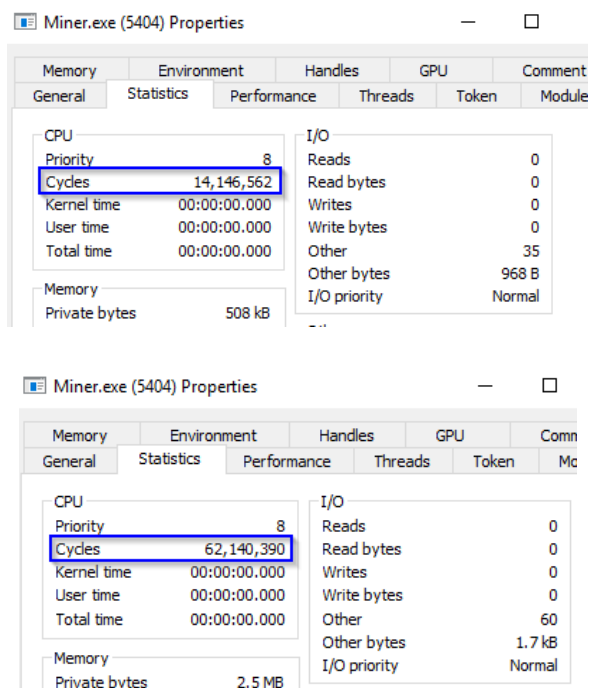 Miner.exe (5404) Properties
Memory Environment Handles GPU Comment
General Statistics Performance Threads Token Module
CPU
Priority 8
Cycles 14,146,562
Kernel time 00:00:00.000
User time 00:00:00.000
Total time 00:00:00.000
Memory
Private bytes 508 kB
I/O
Reads 0
Read bytes 0
Writes 0
Write bytes 0
Other 35
Other bytes 968 B
I/O priority Normal
Miner.exe (5404) Properties
Memory Environment Handles GPU Comm
General Statistics Performance Threads Token Mo
CPU
Priority 8
Cycles 62,140,390
Kernel time 00:00:00.000
User time 00:00:00.000
Total time 00:00:00.000
Memory
Private bytes 2.5 MB
I/O
Reads 0
Read bytes 0
Writes 0
Write bytes 0
Other 60
Other bytes 1.7 kB
I/O priority Normal